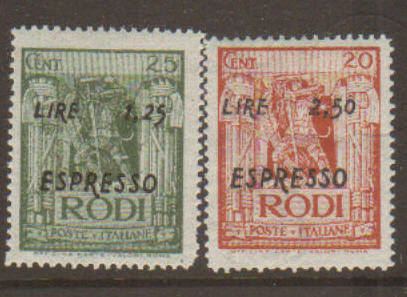 CENT 25
LIRE 1,25
ESPRESSO
RODI
POSTE • ITALIANE
CENT 20
LIRE 2,50
ESPRESSO
RODI
POSTE • ITALIANE